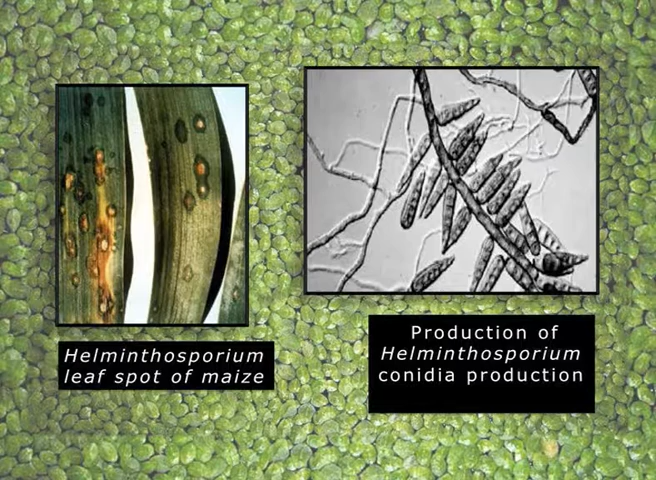 Helminthosporium
leaf spot of maize
Production of
Helminthosporium
conidia production